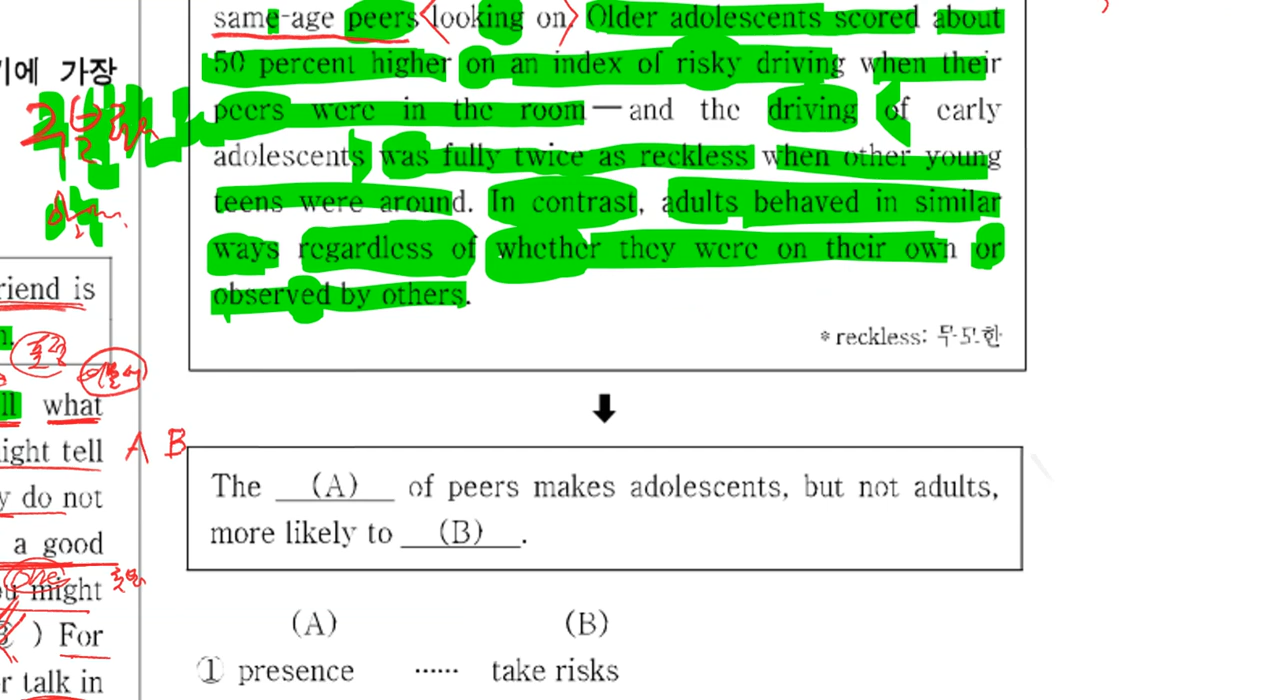 same-age peers looking on. Older adolescents scored about
50 percent higher on an index of risky driving when their
peers were in the room—and the driving of early
adolescents was fully twice as reckless when other young
teens were around. In contrast, adults behaved in similar
ways regardless of whether they were on their own or
observed by others.
* reckless: 무모한
The (A) of peers makes adolescents, but not adults,
more likely to (B) .
(A) (B)
① presence ······ take risks
기에 가장
riend is
n.
ll what
ight tell
A B
y do not
a good
might
one
) For
r talk in